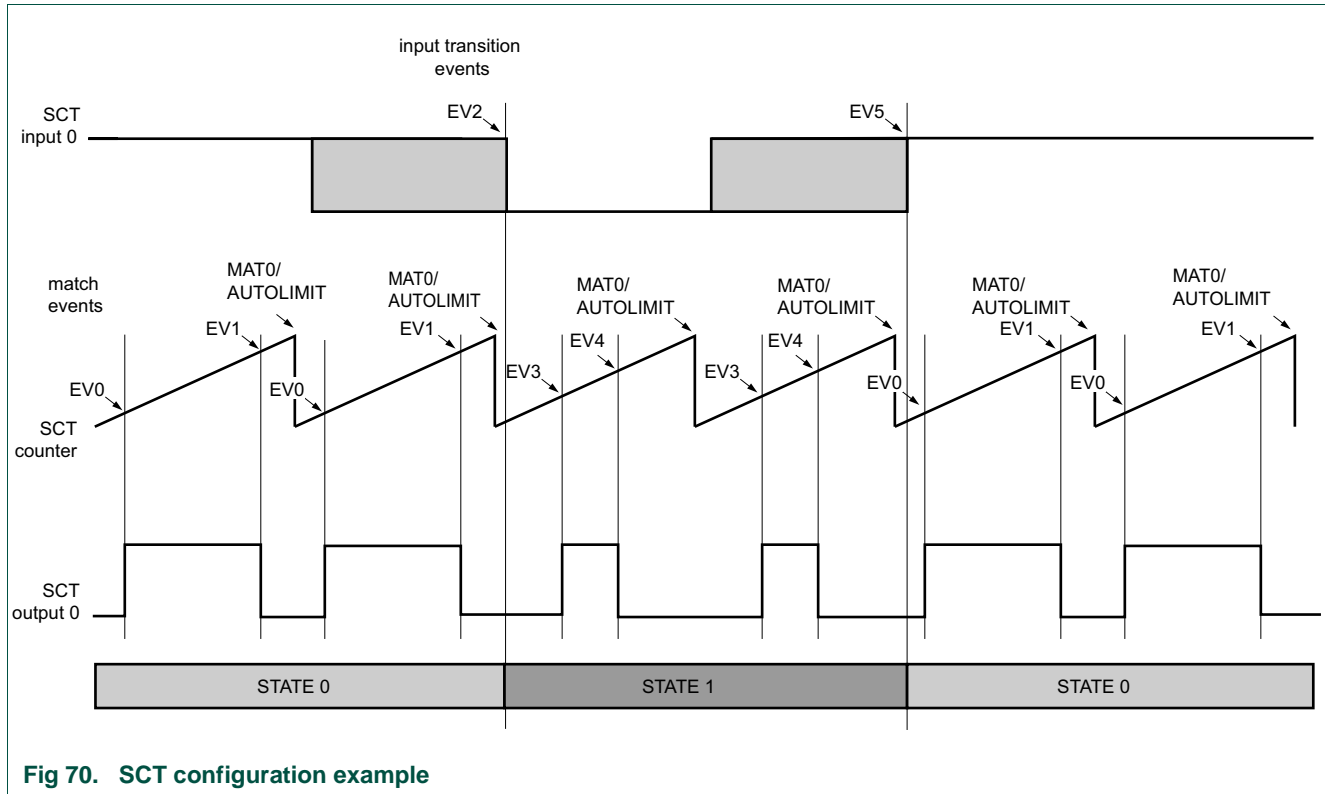 input transition
events
SCT
input 0
EV2
EV5
match
events
MAT0/
AUTOLIMIT
MAT0/
AUTOLIMIT
MAT0/
AUTOLIMIT
MAT0/
AUTOLIMIT
MAT0/
AUTOLIMIT
MAT0/
AUTOLIMIT
EV1
EV1
EV4
EV4
EV1
EV1
EV0
EV0
EV3
EV3
EV0
EV0
SCT
counter
SCT
output 0
STATE 0
STATE 1
STATE 0
Fig 70. SCT configuration example